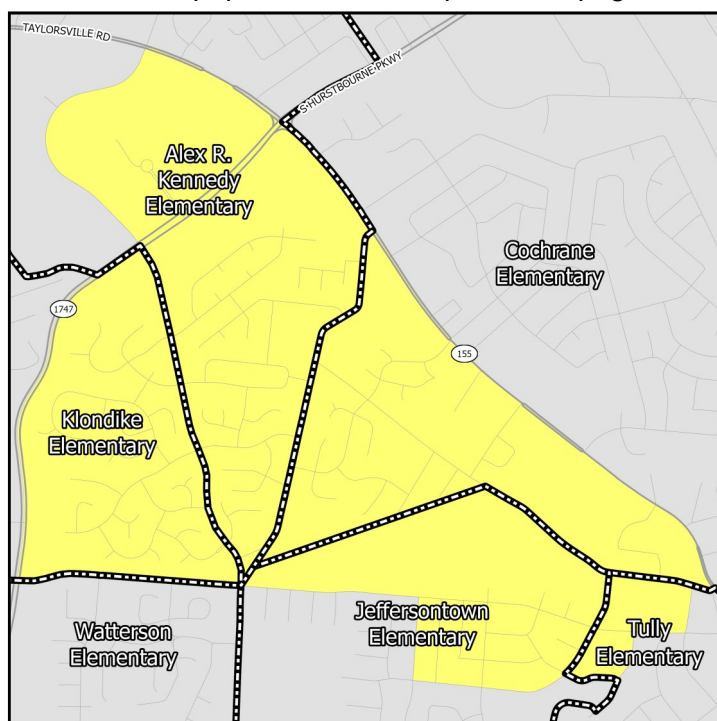 TAYLORSVILLE RD
S HURSTBOURNE PKWY
Alex R.
Kennedy
Elementary
Cochrane
Elementary
1747
155
Klondike
Elementary
Watterson
Elementary
Jeffersontown
Elementary
Tully
Elementary